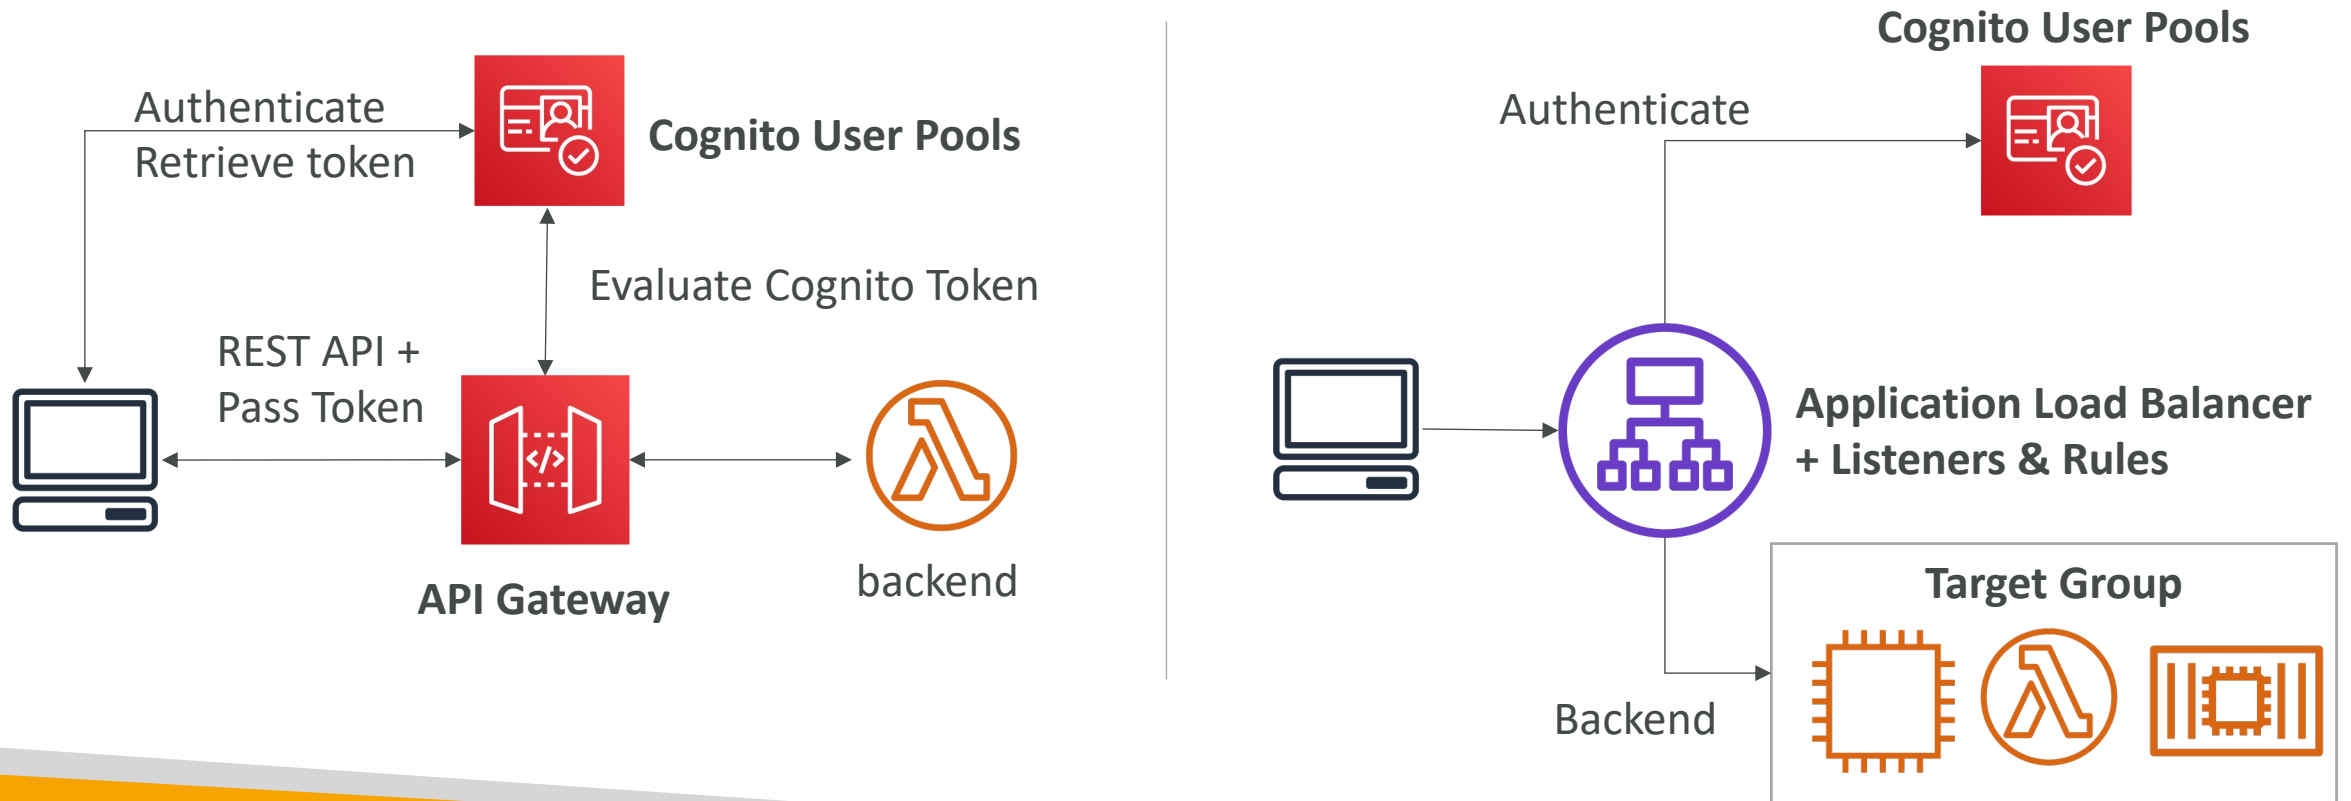 Authenticate
Retrieve token
Cognito User Pools
Evaluate Cognito Token
REST API +
Pass Token
</>
API Gateway
backend
Cognito User Pools
Authenticate
Application Load Balancer
+ Listeners & Rules
Target Group
Backend